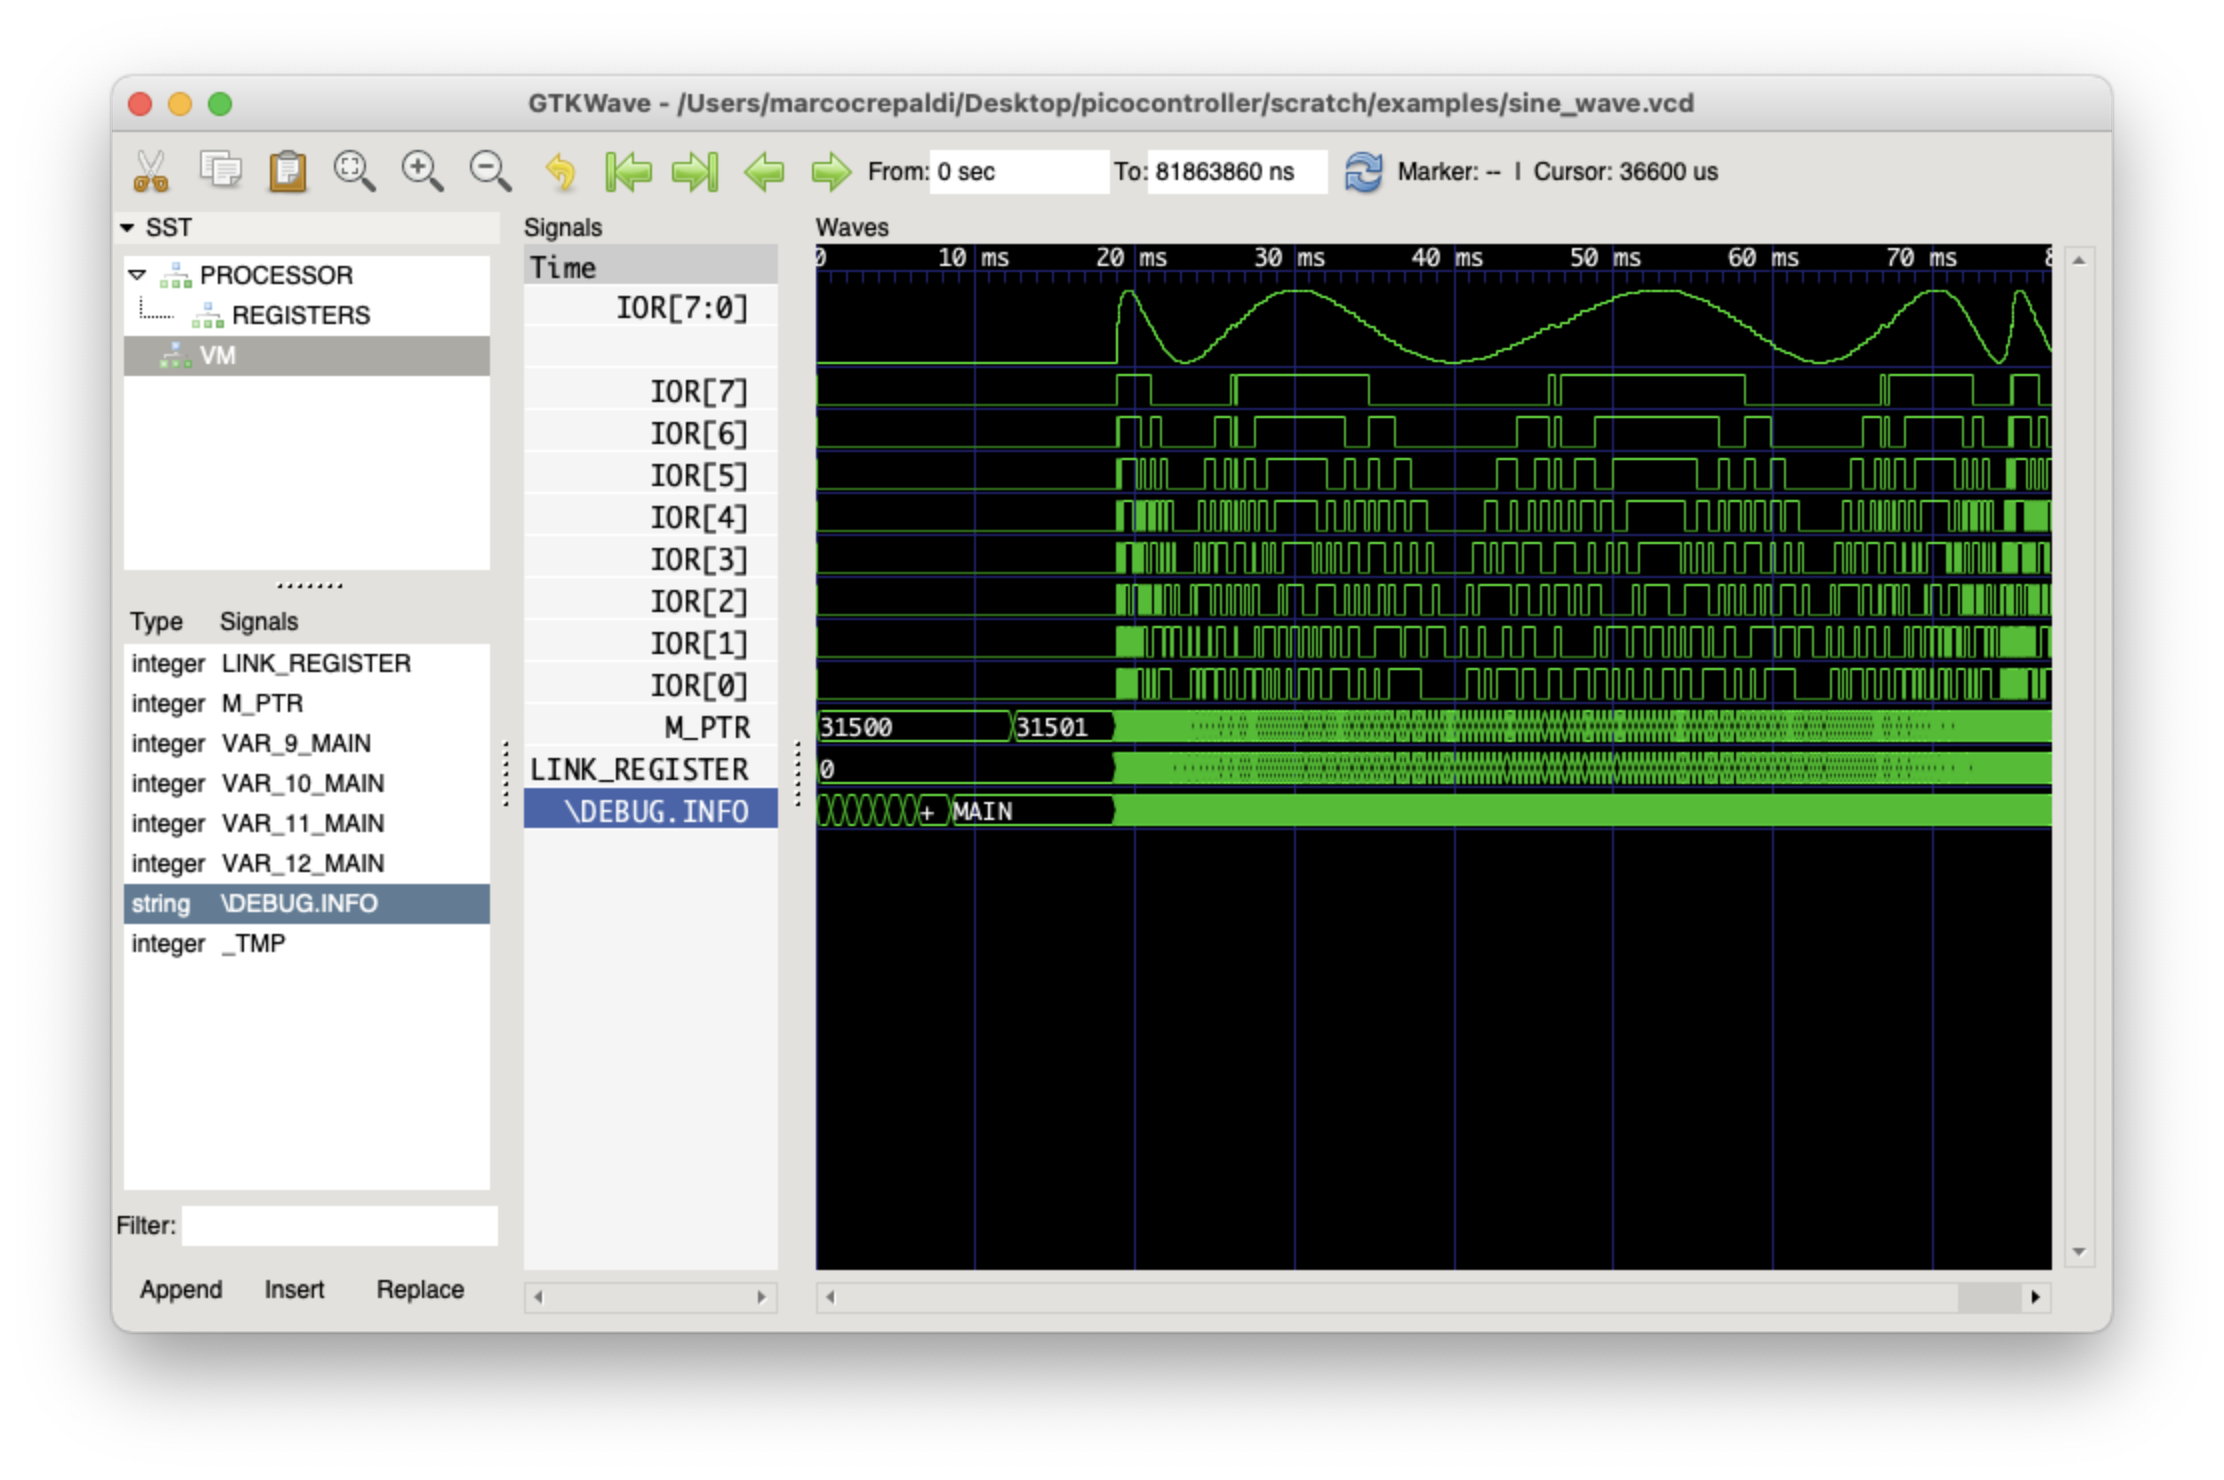 GTKWave - /Users/marcocrepaldi/Desktop/picocontroller/scratch/examples/sine_wave.vcd
From: 0 sec To: 81863860 ns Marker: -- | Cursor: 36600 us
SST
PROCESSOR
REGISTERS
VM
Type Signals
integer LINK_REGISTER
integer M_PTR
integer VAR_9_MAIN
integer VAR_10_MAIN
integer VAR_11_MAIN
integer VAR_12_MAIN
string \DEBUG.INFO
integer _TMP
Filter:
Append Insert Replace
Signals
Time
IOR[7:0]
IOR[7]
IOR[6]
IOR[5]
IOR[4]
IOR[3]
IOR[2]
IOR[1]
IOR[0]
M_PTR
LINK_REGISTER
\DEBUG.INFO
Waves
0 10 ms 20 ms 30 ms 40 ms 50 ms 60 ms 70 ms
31500 31501
0
+ MAIN